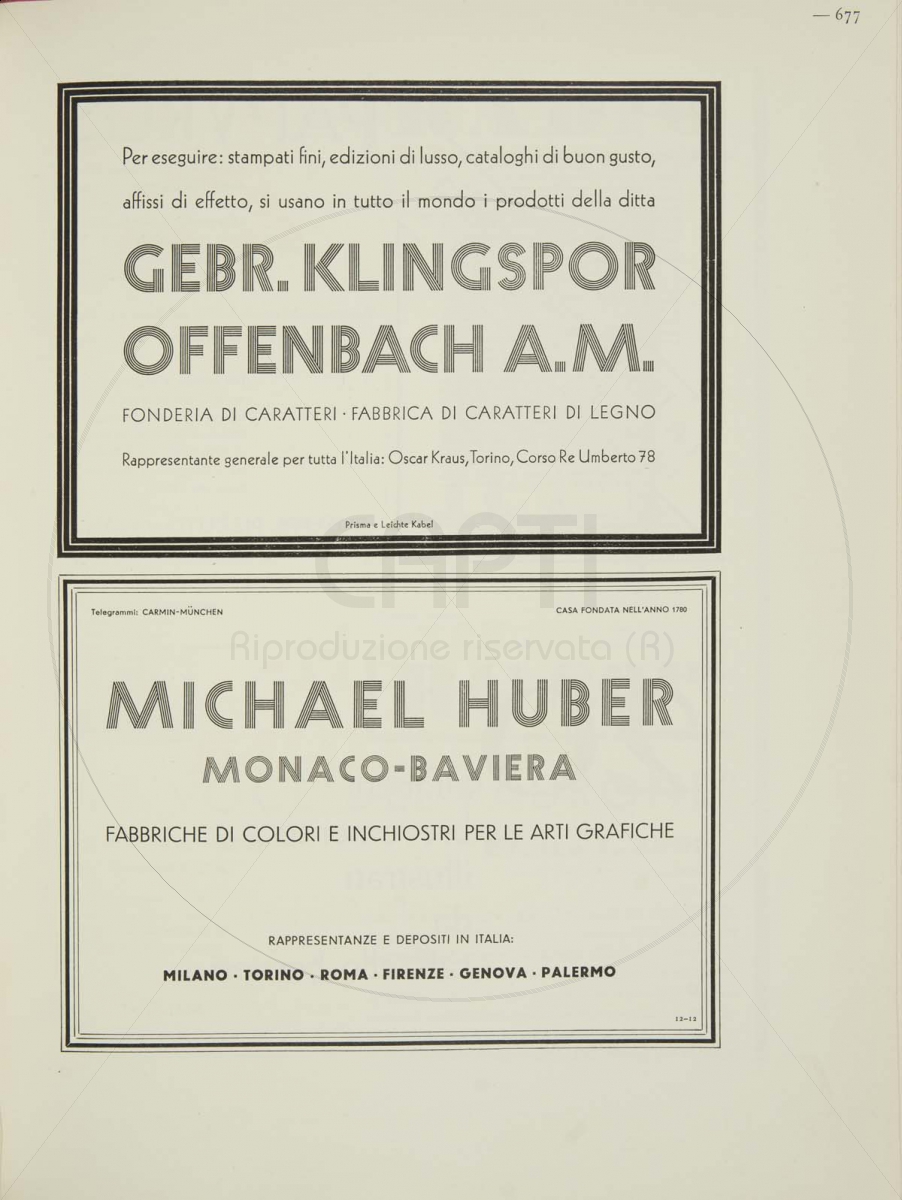 — 677
Per eseguire: stampati fini, edizioni di lusso, cataloghi di buon gusto,
affissi di effetto, si usano in tutto il mondo i prodotti della ditta
GEBR. KLINGSPOR
OFFENBACH A.M.
FONDERIA DI CARATTERI · FABBRICA DI CARATTERI DI LEGNO
Rappresentante generale per tutta l'Italia: Oscar Kraus, Torino, Corso Re Umberto 78
Prisma e Leichte Kabel
CAPTI
Telegrammi: CARMIN-MÜNCHEN CASA FONDATA NELL'ANNO 1780
Riproduzione riservata (R)
MICHAEL HUBER
MONACO-BAVIERA
FABBRICHE DI COLORI E INCHIOSTRI PER LE ARTI GRAFICHE
RAPPRESENTANZE E DEPOSITI IN ITALIA:
MILANO · TORINO · ROMA · FIRENZE · GENOVA · PALERMO
12-12